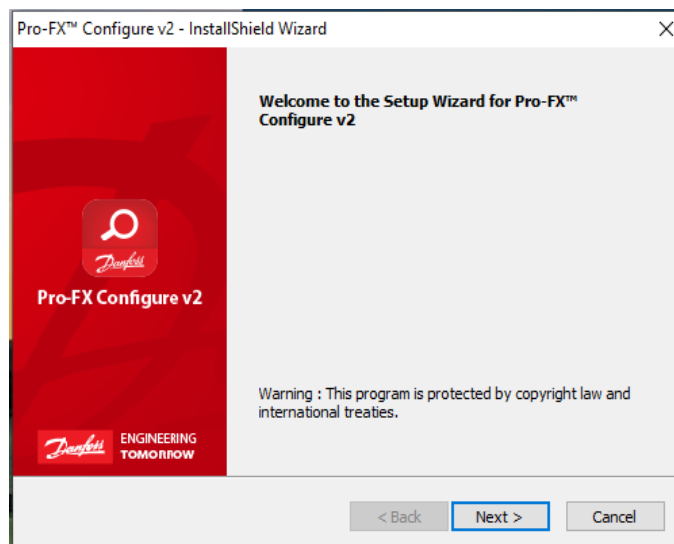 Pro-FX™ Configure v2 - InstallShield Wizard
Welcome to the Setup Wizard for Pro-FX™
Configure v2
Danfoss
Pro-FX Configure v2
Warning : This program is protected by copyright law and
international treaties.
Danfoss
ENGINEERING
TOMORROW
< Back
Next >
Cancel